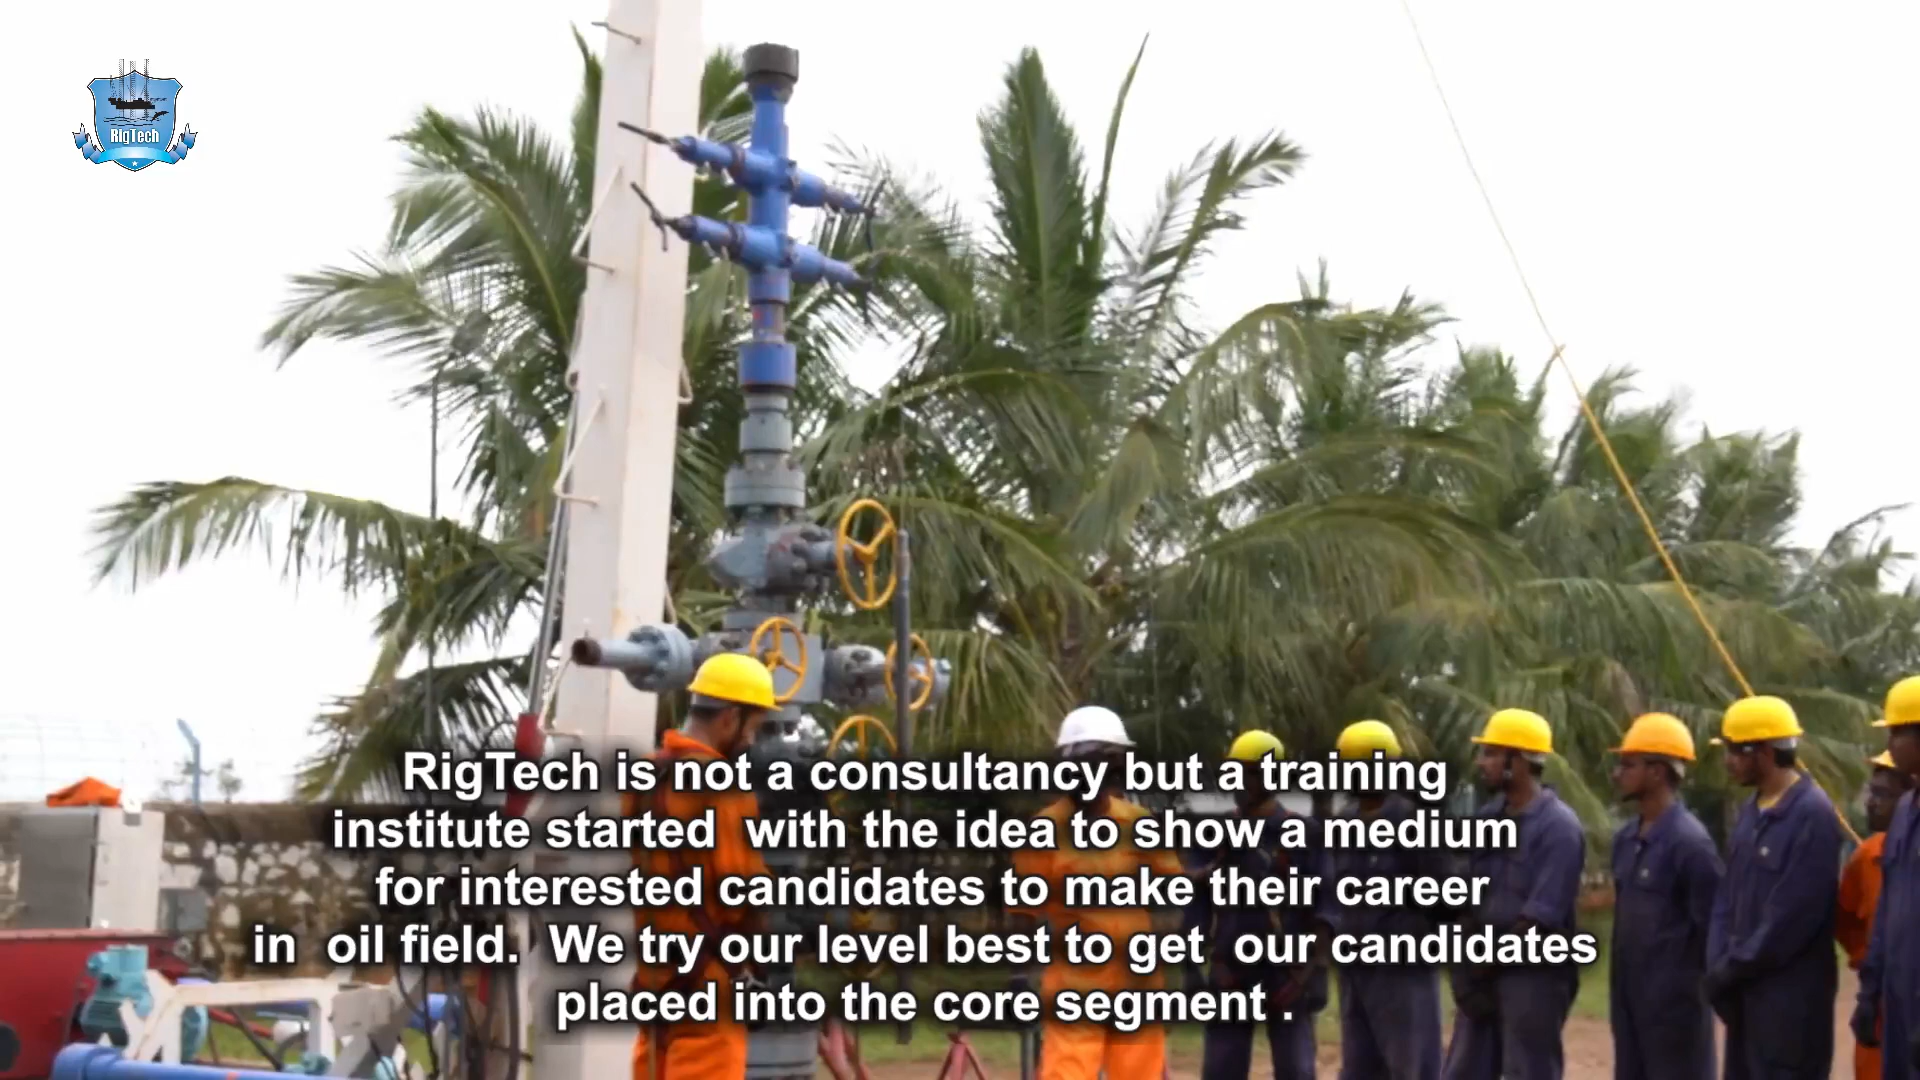 RigTech
RigTech is not a consultancy but a training
institute started with the idea to show a medium
for interested candidates to make their career
in oil field. We try our level best to get our candidates
placed into the core segment .